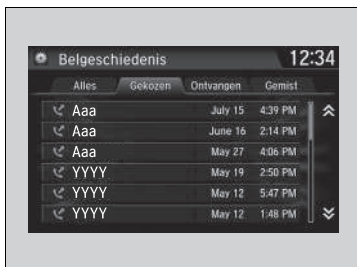 Belgeschiedenis 12:34
Alles Gekozen Ontvangen Gemist
Aaa July 15 4:39 PM
Aaa June 16 2:14 PM
Aaa May 27 4:06 PM
YYYY May 19 2:50 PM
YYYY May 12 5:47 PM
YYYY May 12 1:48 PM